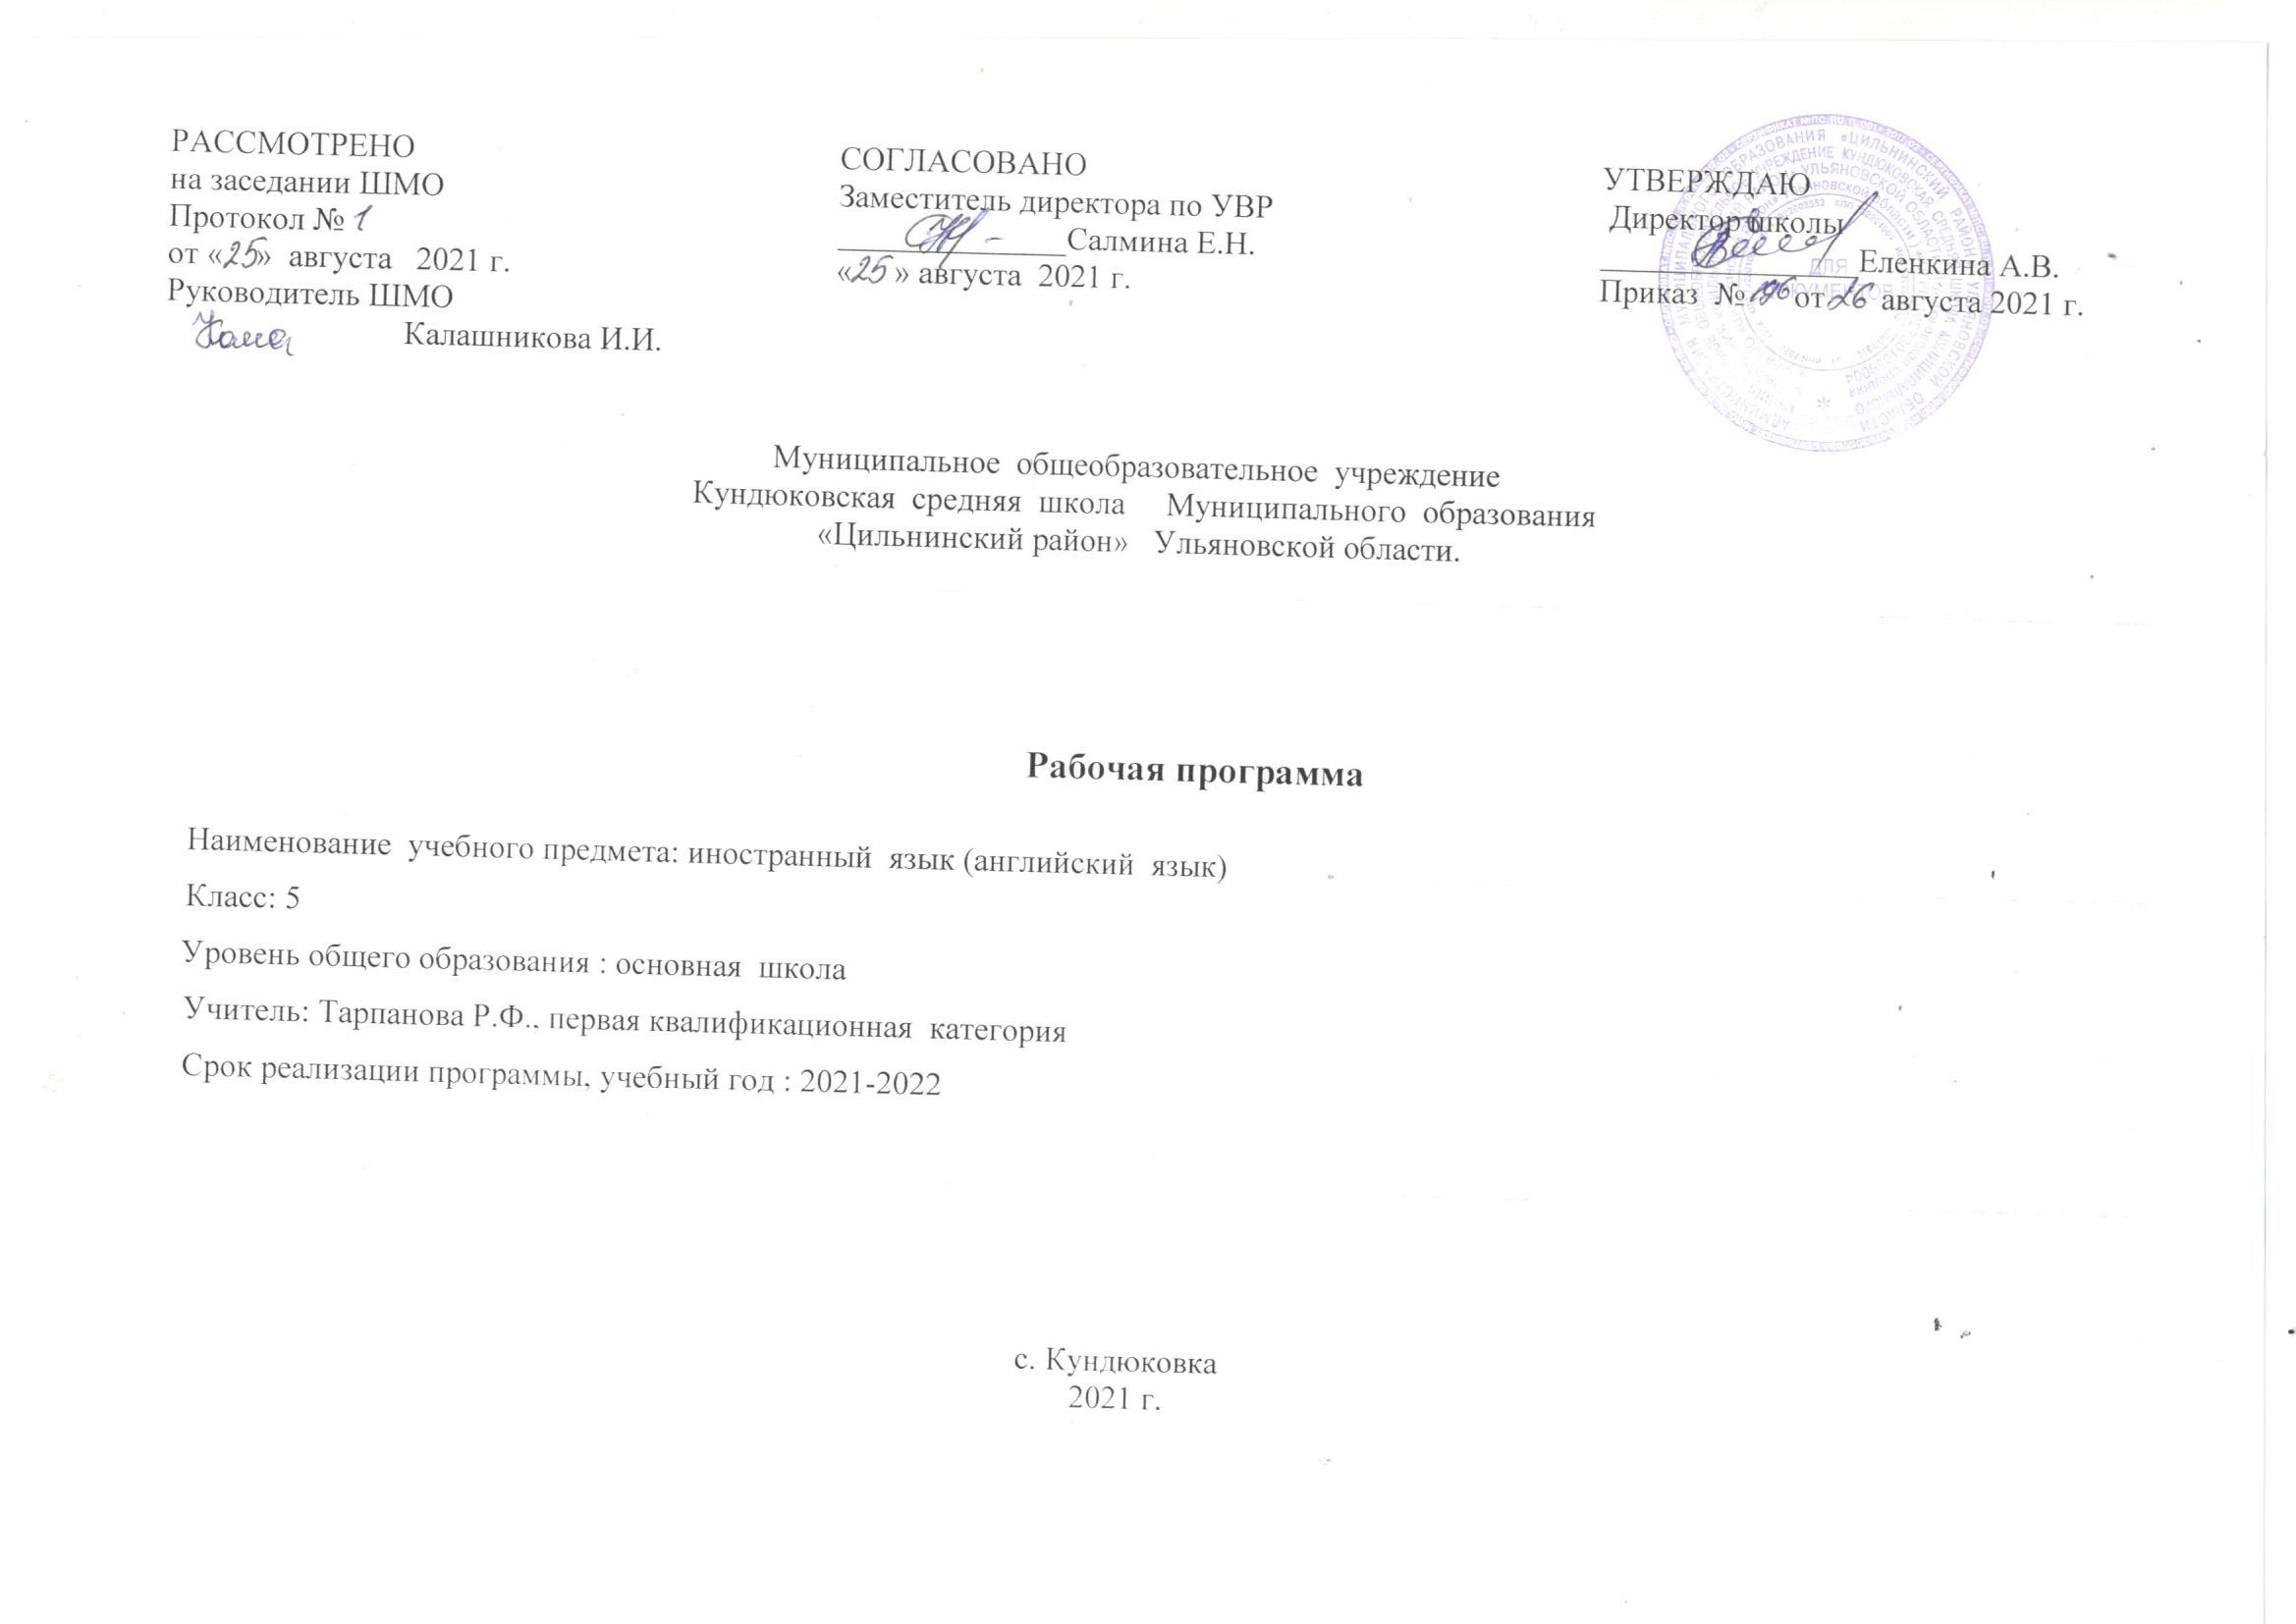 РАССМОТРЕНО
на заседании ШМО
Протокол № 1
от «25» августа 2021 г.
Руководитель ШМО
Калашникова И.И.
СОГЛАСОВАНО
Заместитель директора по УВР
Салмина Е.Н.
«25» августа 2021 г.
УТВЕРЖДАЮ
Директор школы
Еленкина А.В.
Приказ № 196 от 26 августа 2021 г.
ДЛЯ
ДОКУМЕНТОВ
Муниципальное общеобразовательное учреждение
Кундюковская средняя школа Муниципального образования
«Цильнинский район» Ульяновской области.
Рабочая программа
Наименование учебного предмета: иностранный язык (английский язык)
Класс: 5
Уровень общего образования : основная школа
Учитель: Тарпанова Р.Ф., первая квалификационная категория
Срок реализации программы, учебный год : 2021-2022
с. Кундюковка
2021 г.